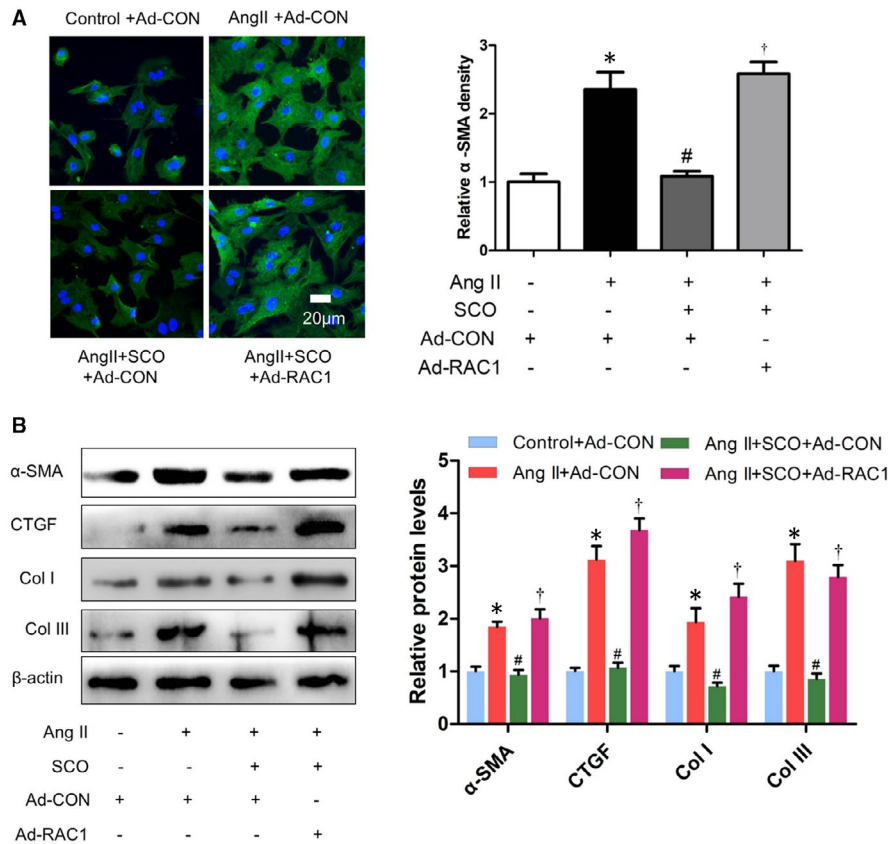 A
Control +Ad-CON
AngII +Ad-CON
20μm
AngII+SCO
+Ad-CON
AngII+SCO
+Ad-RAC1
Relative α -SMA density
3
2
1
0
*
#
†
Ang II - + + +
SCO - - + +
Ad-CON + + + -
Ad-RAC1 - - - +
B
α-SMA
CTGF
Col I
Col III
β-actin
Ang II - + + +
SCO - - + +
Ad-CON + + + -
Ad-RAC1 - - - +
Control+Ad-CON
Ang II+SCO+Ad-CON
Ang II+Ad-CON
Ang II+SCO+Ad-RAC1
Relative protein levels
5
4
3
2
1
0
* # †
* # †
* # †
* # †
α-SMA
CTGF
Col I
Col III